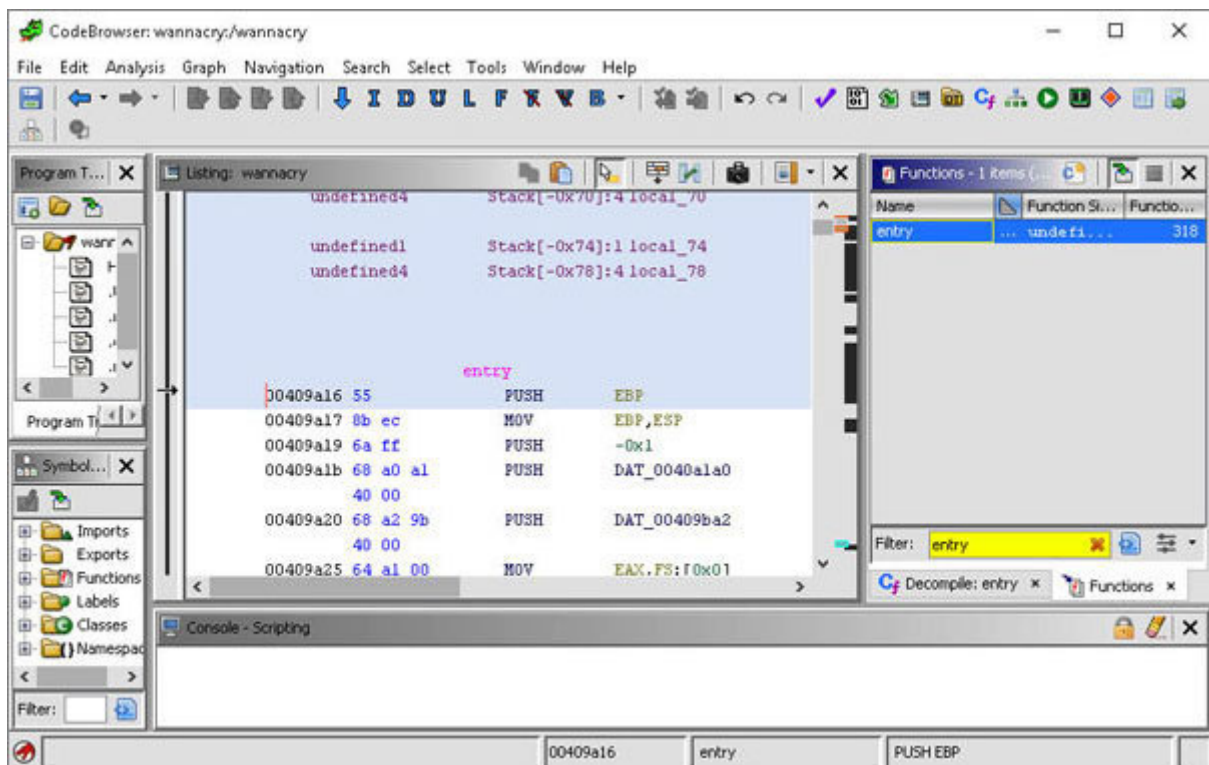 CodeBrowser: wannacry:/wannacry
File Edit Analysis Graph Navigation Search Select Tools Window Help
I D U L F B
Program T...
Listing: wannacry
Functions - 1 items (...
undefined4 Stack[-0x70]:4 local_70
Name Function Si... Functio...
entry ... undefi... 318
undefined1 Stack[-0x74]:1 local_74
undefined4 Stack[-0x78]:4 local_78
wanr
entry
00409a16 55 PUSH EBP
00409a17 8b ec MOV EBP,ESP
00409a19 6a ff PUSH -0x1
00409a1b 68 a0 a1 PUSH DAT_0040a1a0
40 00
00409a20 68 a2 9b PUSH DAT_00409ba2
40 00
00409a25 64 a1 00 MOV EAX,FS:[0x0]
Symbol...
Imports
Exports
Functions
Labels
Classes
Namespac
Filter:
Filter: entry
Decompile: entry
Functions
Console - Scripting
00409a16 entry PUSH EBP